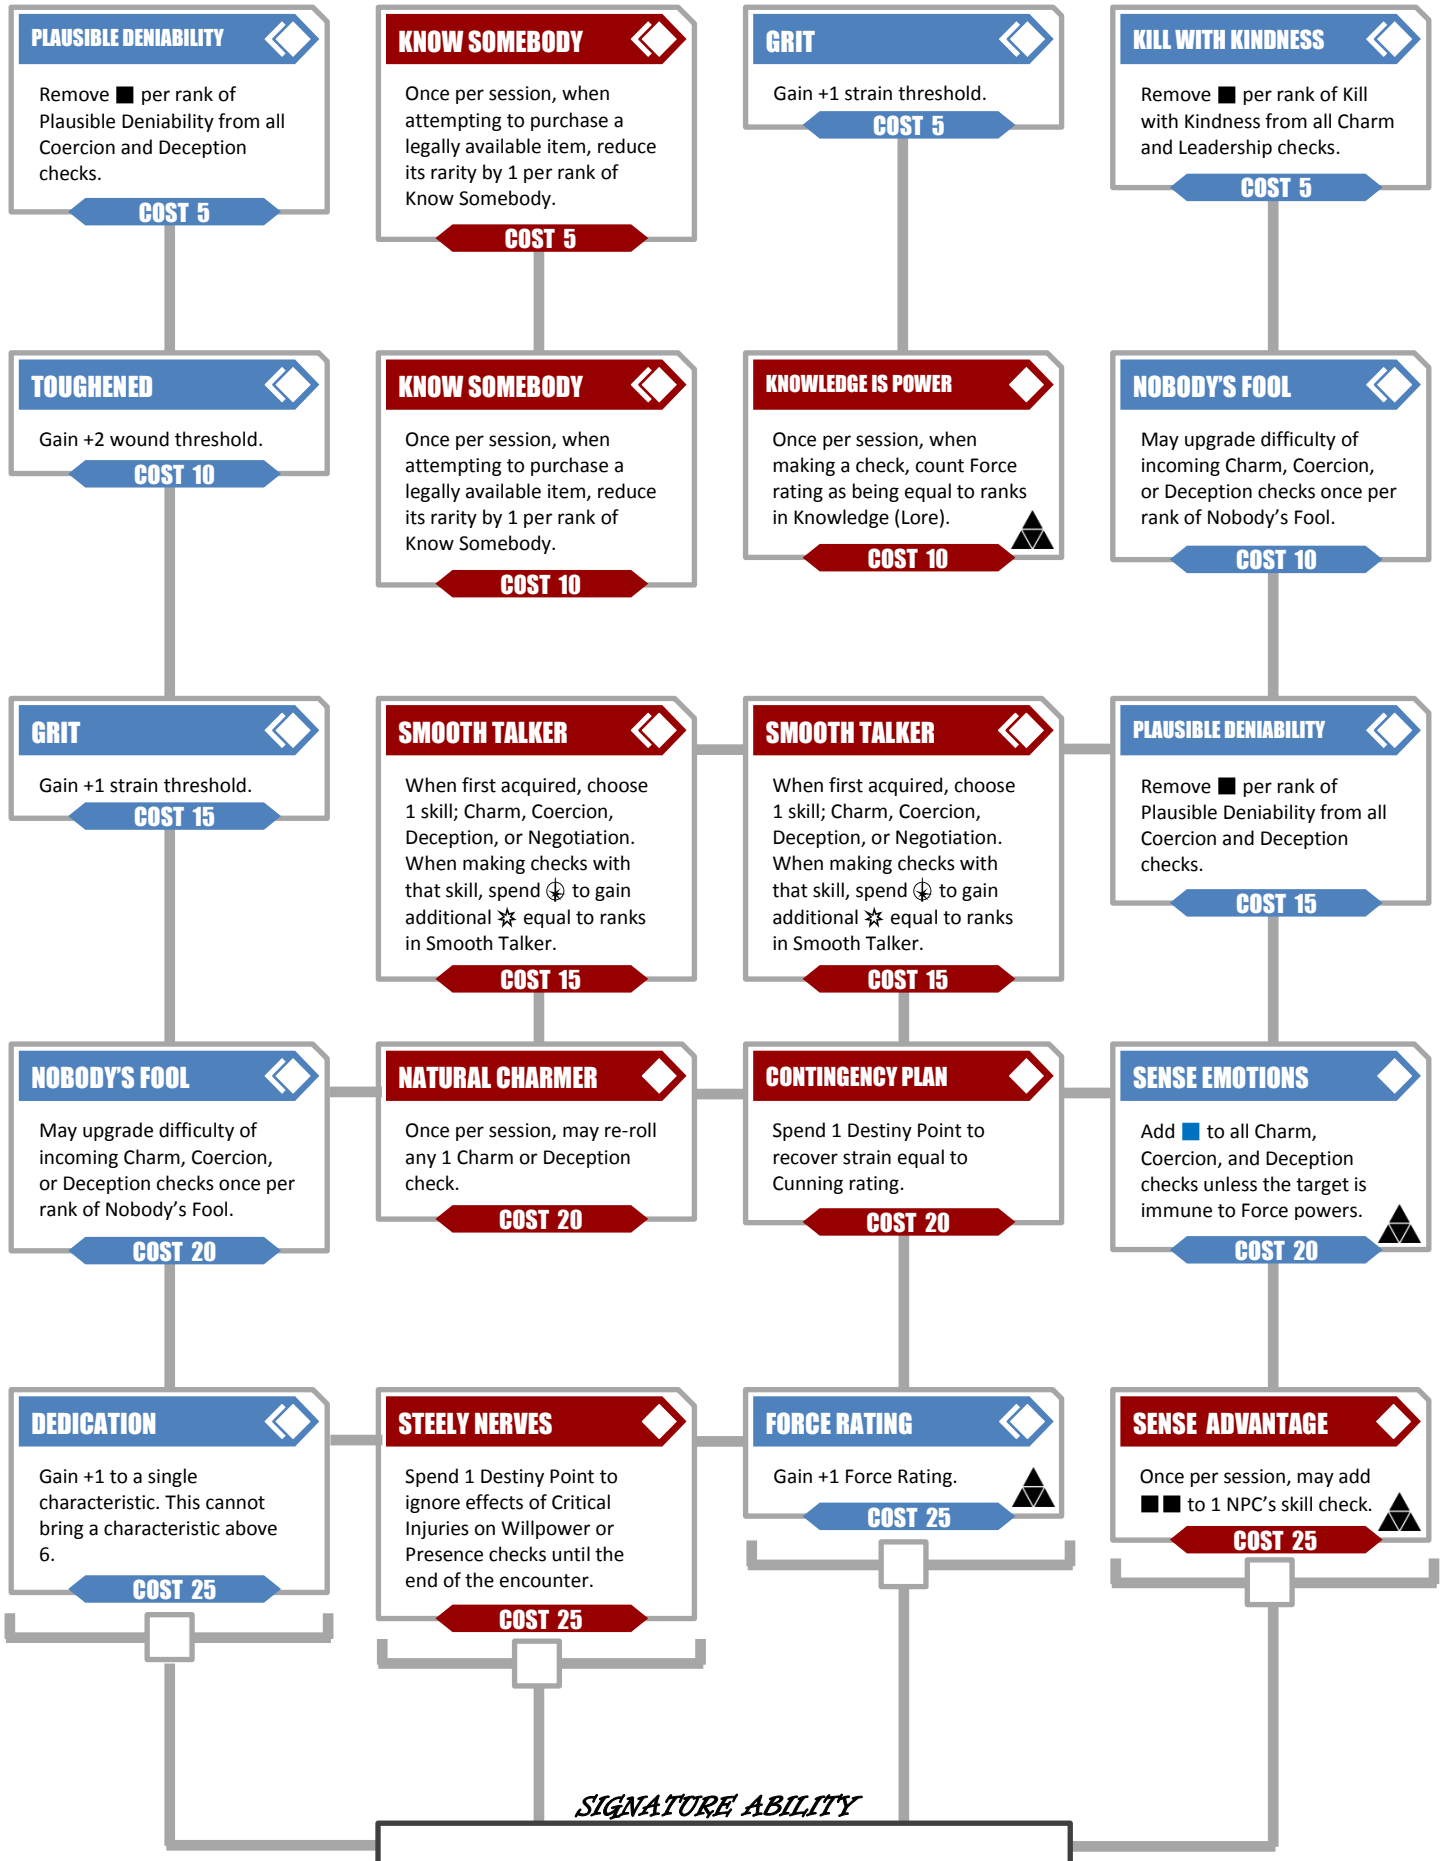 PLAUSIBLE DENIABILITY
Remove ■ per rank of
Plausible Deniability from all
Coercion and Deception
checks.
COST 5
KNOW SOMEBODY
Once per session, when
attempting to purchase a
legally available item, reduce
its rarity by 1 per rank of
Know Somebody.
COST 5
GRIT
Gain +1 strain threshold.
COST 5
KILL WITH KINDNESS
Remove ■ per rank of Kill
with Kindness from all Charm
and Leadership checks.
COST 5
TOUGHENED
Gain +2 wound threshold.
COST 10
KNOW SOMEBODY
Once per session, when
attempting to purchase a
legally available item, reduce
its rarity by 1 per rank of
Know Somebody.
COST 10
KNOWLEDGE IS POWER
Once per session, when
making a check, count Force
rating as being equal to ranks
in Knowledge (Lore).
COST 10
NOBODY'S FOOL
May upgrade difficulty of
incoming Charm, Coercion,
or Deception checks once per
rank of Nobody's Fool.
COST 10
GRIT
Gain +1 strain threshold.
COST 15
SMOOTH TALKER
When first acquired, choose
1 skill; Charm, Coercion,
Deception, or Negotiation.
When making checks with
that skill, spend to gain
additional equal to ranks
in Smooth Talker.
COST 15
SMOOTH TALKER
When first acquired, choose
1 skill; Charm, Coercion,
Deception, or Negotiation.
When making checks with
that skill, spend to gain
additional equal to ranks
in Smooth Talker.
COST 15
PLAUSIBLE DENIABILITY
Remove ■ per rank of
Plausible Deniability from all
Coercion and Deception
checks.
COST 15
NOBODY'S FOOL
May upgrade difficulty of
incoming Charm, Coercion,
or Deception checks once per
rank of Nobody's Fool.
COST 20
NATURAL CHARMER
Once per session, may re-roll
any 1 Charm or Deception
check.
COST 20
CONTINGENCY PLAN
Spend 1 Destiny Point to
recover strain equal to
Cunning rating.
COST 20
SENSE EMOTIONS
Add ■ to all Charm,
Coercion, and Deception
checks unless the target is
immune to Force powers.
COST 20
DEDICATION
Gain +1 to a single
characteristic. This cannot
bring a characteristic above
6.
COST 25
STEELY NERVES
Spend 1 Destiny Point to
ignore effects of Critical
Injuries on Willpower or
Presence checks until the
end of the encounter.
COST 25
FORCE RATING
Gain +1 Force Rating.
COST 25
SENSE ADVANTAGE
Once per session, may add
■■ to 1 NPC's skill check.
COST 25
SIGNATURE ABILITY